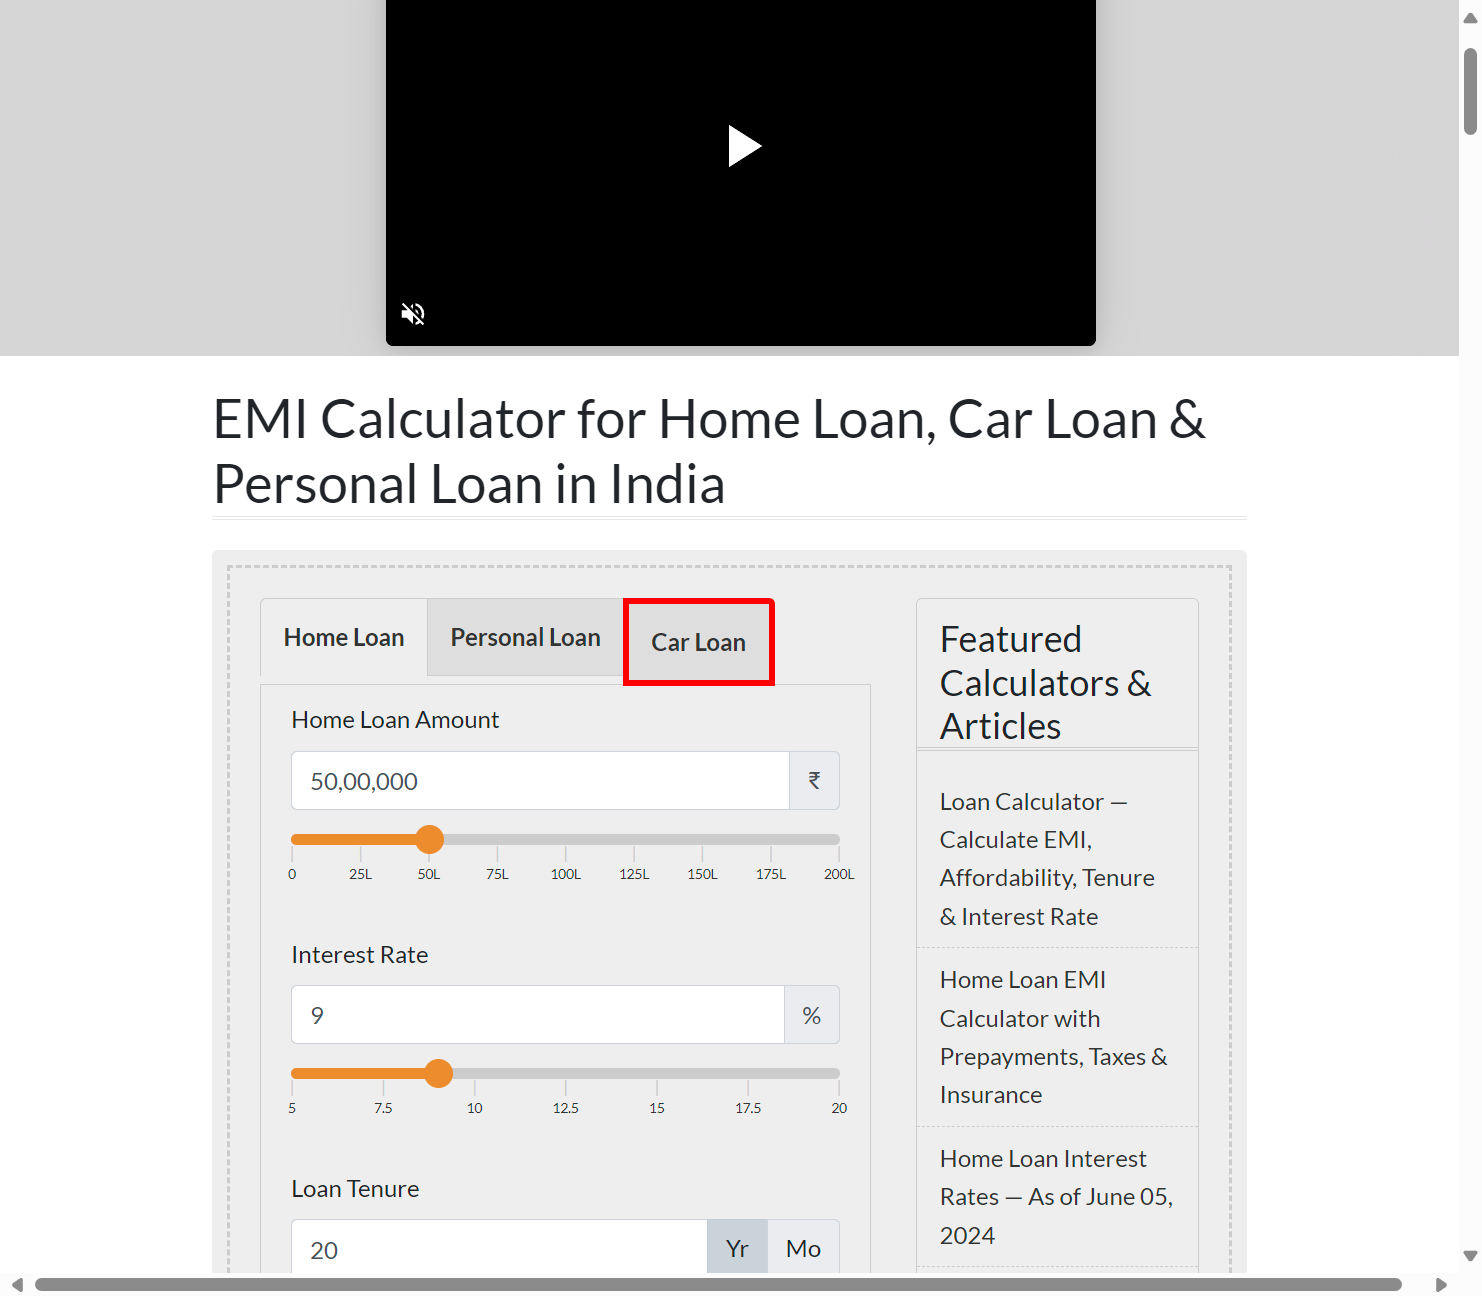 EMI Calculator for Home Loan, Car Loan &
Personal Loan in India
Home Loan
Personal Loan
Car Loan
Home Loan Amount
50,00,000
₹
0
25L
50L
75L
100L
125L
150L
175L
200L
Interest Rate
9
%
5
7.5
10
12.5
15
17.5
20
Loan Tenure
20
Yr
Mo
Featured
Calculators &
Articles
Loan Calculator —
Calculate EMI,
Affordability, Tenure
& Interest Rate
Home Loan EMI
Calculator with
Prepayments, Taxes &
Insurance
Home Loan Interest
Rates — As of June 05,
2024